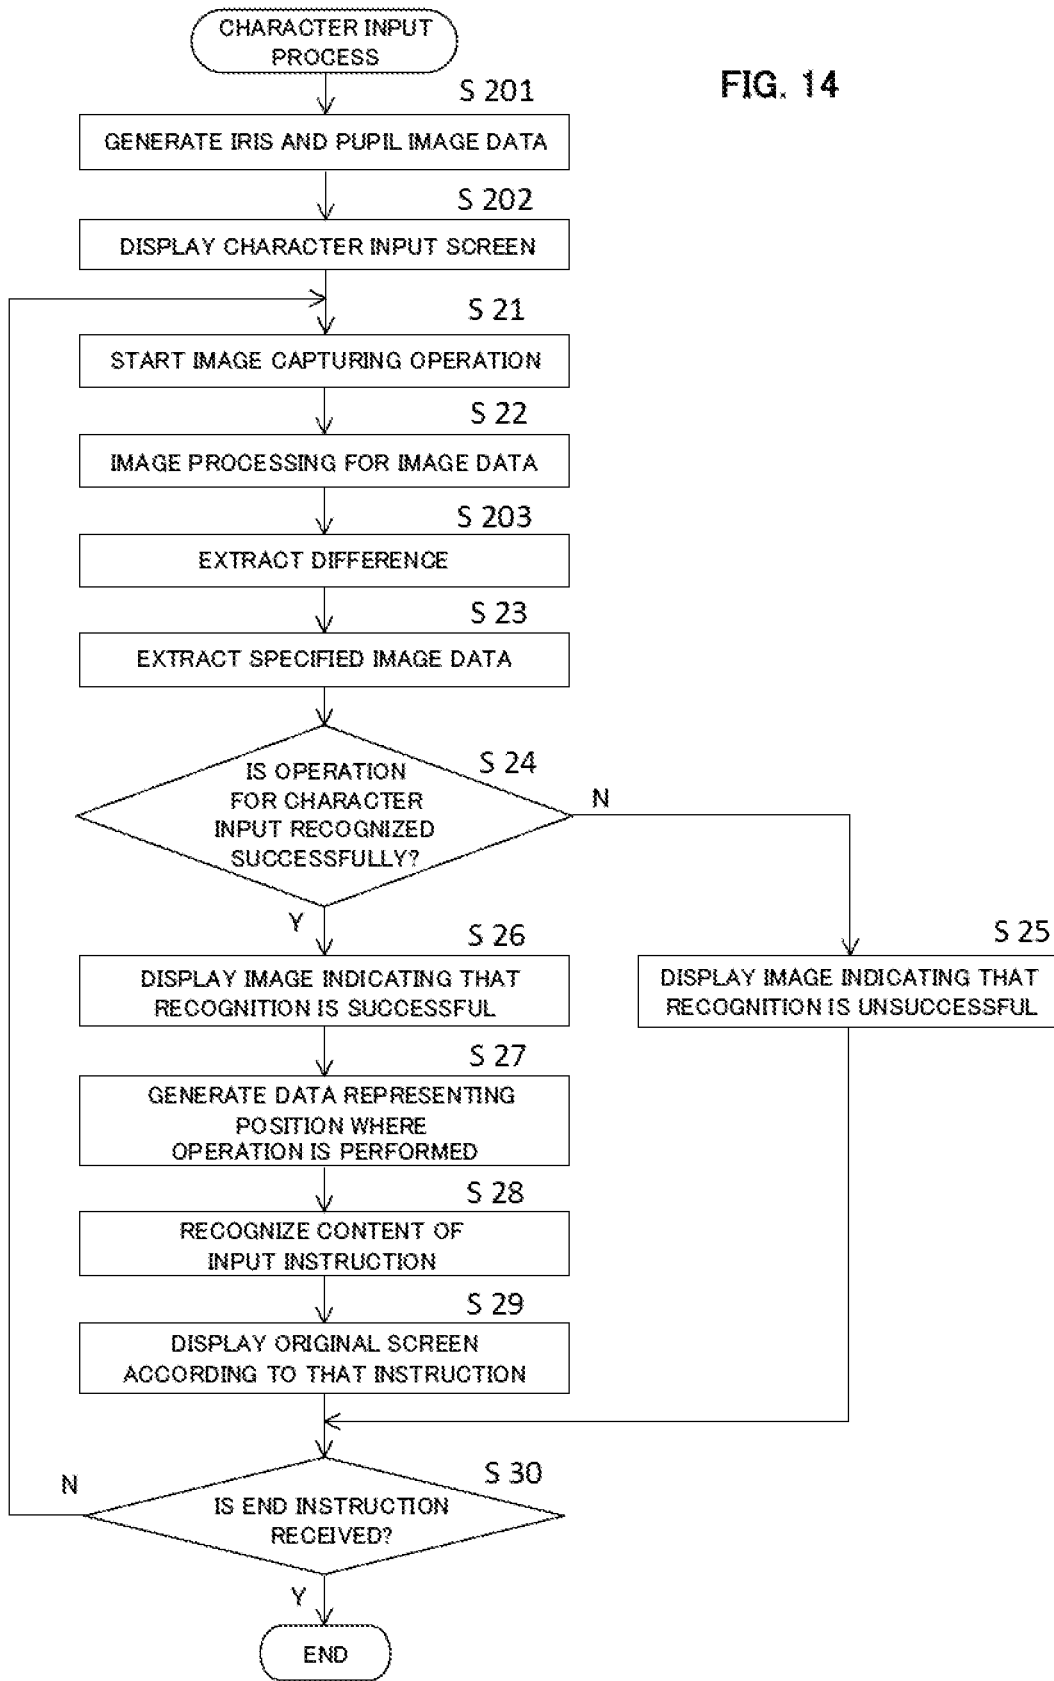 CHARACTER INPUT
PROCESS
FIG. 14
S 201
GENERATE IRIS AND PUPIL IMAGE DATA
S 202
DISPLAY CHARACTER INPUT SCREEN
S 21
START IMAGE CAPTURING OPERATION
S 22
IMAGE PROCESSING FOR IMAGE DATA
S 203
EXTRACT DIFFERENCE
S 23
EXTRACT SPECIFIED IMAGE DATA
S 24
IS OPERATION
FOR CHARACTER
INPUT RECOGNIZED
SUCCESSFULLY?
N
Y
S 26
DISPLAY IMAGE INDICATING THAT
RECOGNITION IS SUCCESSFUL
S 25
DISPLAY IMAGE INDICATING THAT
RECOGNITION IS UNSUCCESSFUL
S 27
GENERATE DATA REPRESENTING
POSITION WHERE
OPERATION IS PERFORMED
S 28
RECOGNIZE CONTENT OF
INPUT INSTRUCTION
S 29
DISPLAY ORIGINAL SCREEN
ACCORDING TO THAT INSTRUCTION
S 30
N
IS END INSTRUCTION
RECEIVED?
Y
END